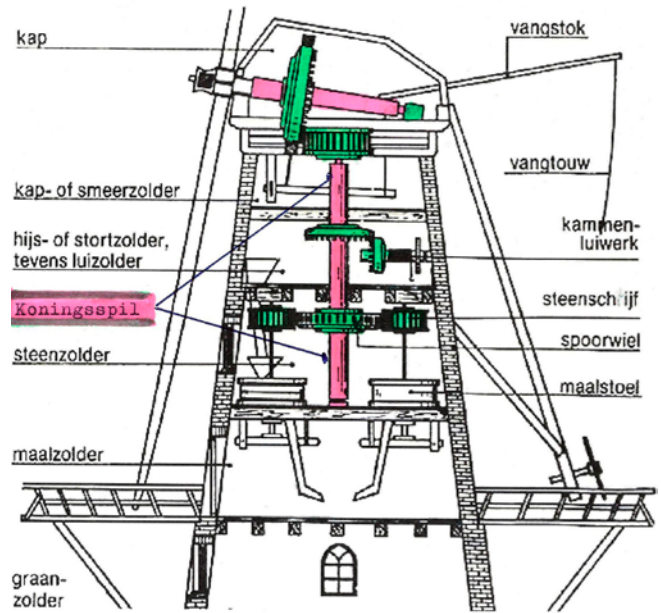 kap
vangstok
vangtouw
kap- of smeerzolder
kammen-
luiwerk
hijs- of stortzolder,
tevens luizolder
Koningsspil
steenschrijf
spoorwiel
steenzolder
maalstoel
maalzolder
graan-
zolder